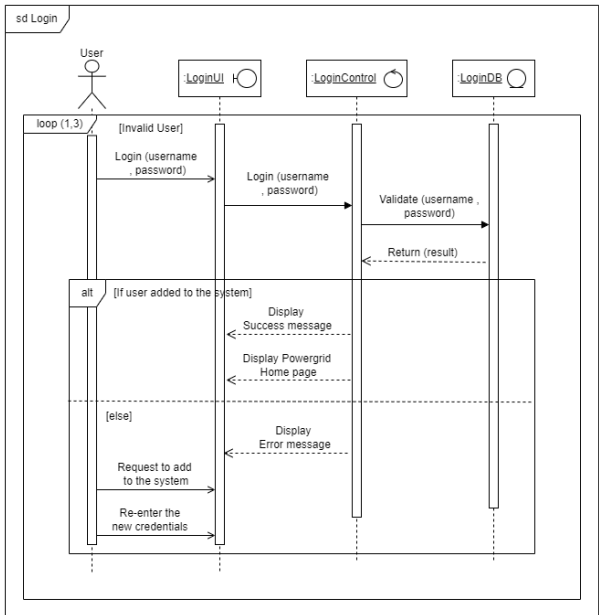 sd Login
User
:LoginUI
:LoginControl
:LoginDB
loop (1,3)
[Invalid User]
Login (username
, password)
Login (username
, password)
Validate (username ,
password)
Return (result)
alt
[If user added to the system]
Display
Success message
Display Powergrid
Home page
[else]
Display
Error message
Request to add
to the system
Re-enter the
new credentials